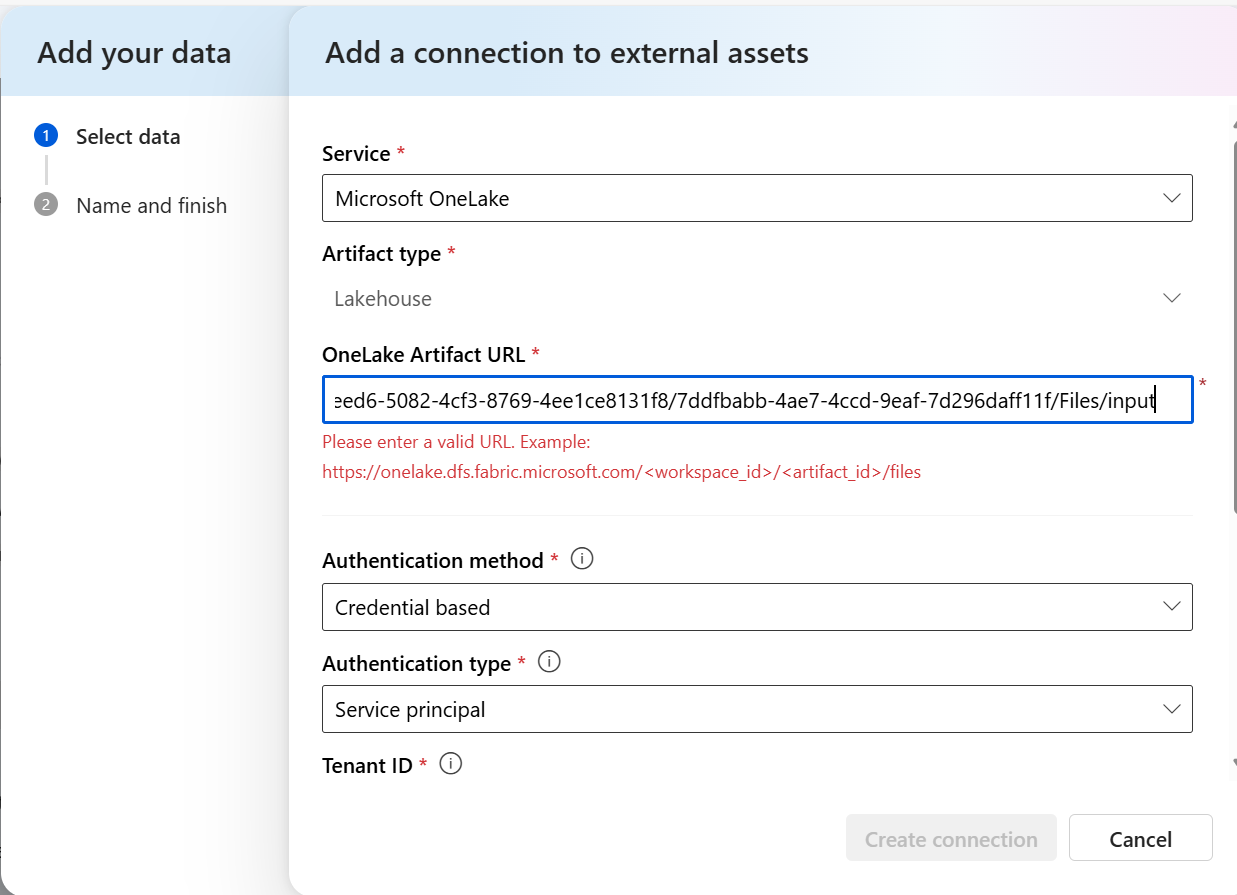 Add your data
Add a connection to external assets
1 Select data
2 Name and finish
Service *
Microsoft OneLake
Artifact type *
Lakehouse
OneLake Artifact URL *
eed6-5082-4cf3-8769-4ee1ce8131f8/7ddfbabb-4ae7-4ccd-9eaf-7d296daff11f/Files/input *
Please enter a valid URL. Example:
https://onelake.dfs.fabric.microsoft.com/<workspace_id>/<artifact_id>/files
Authentication method *
Credential based
Authentication type *
Service principal
Tenant ID *
Create connection
Cancel